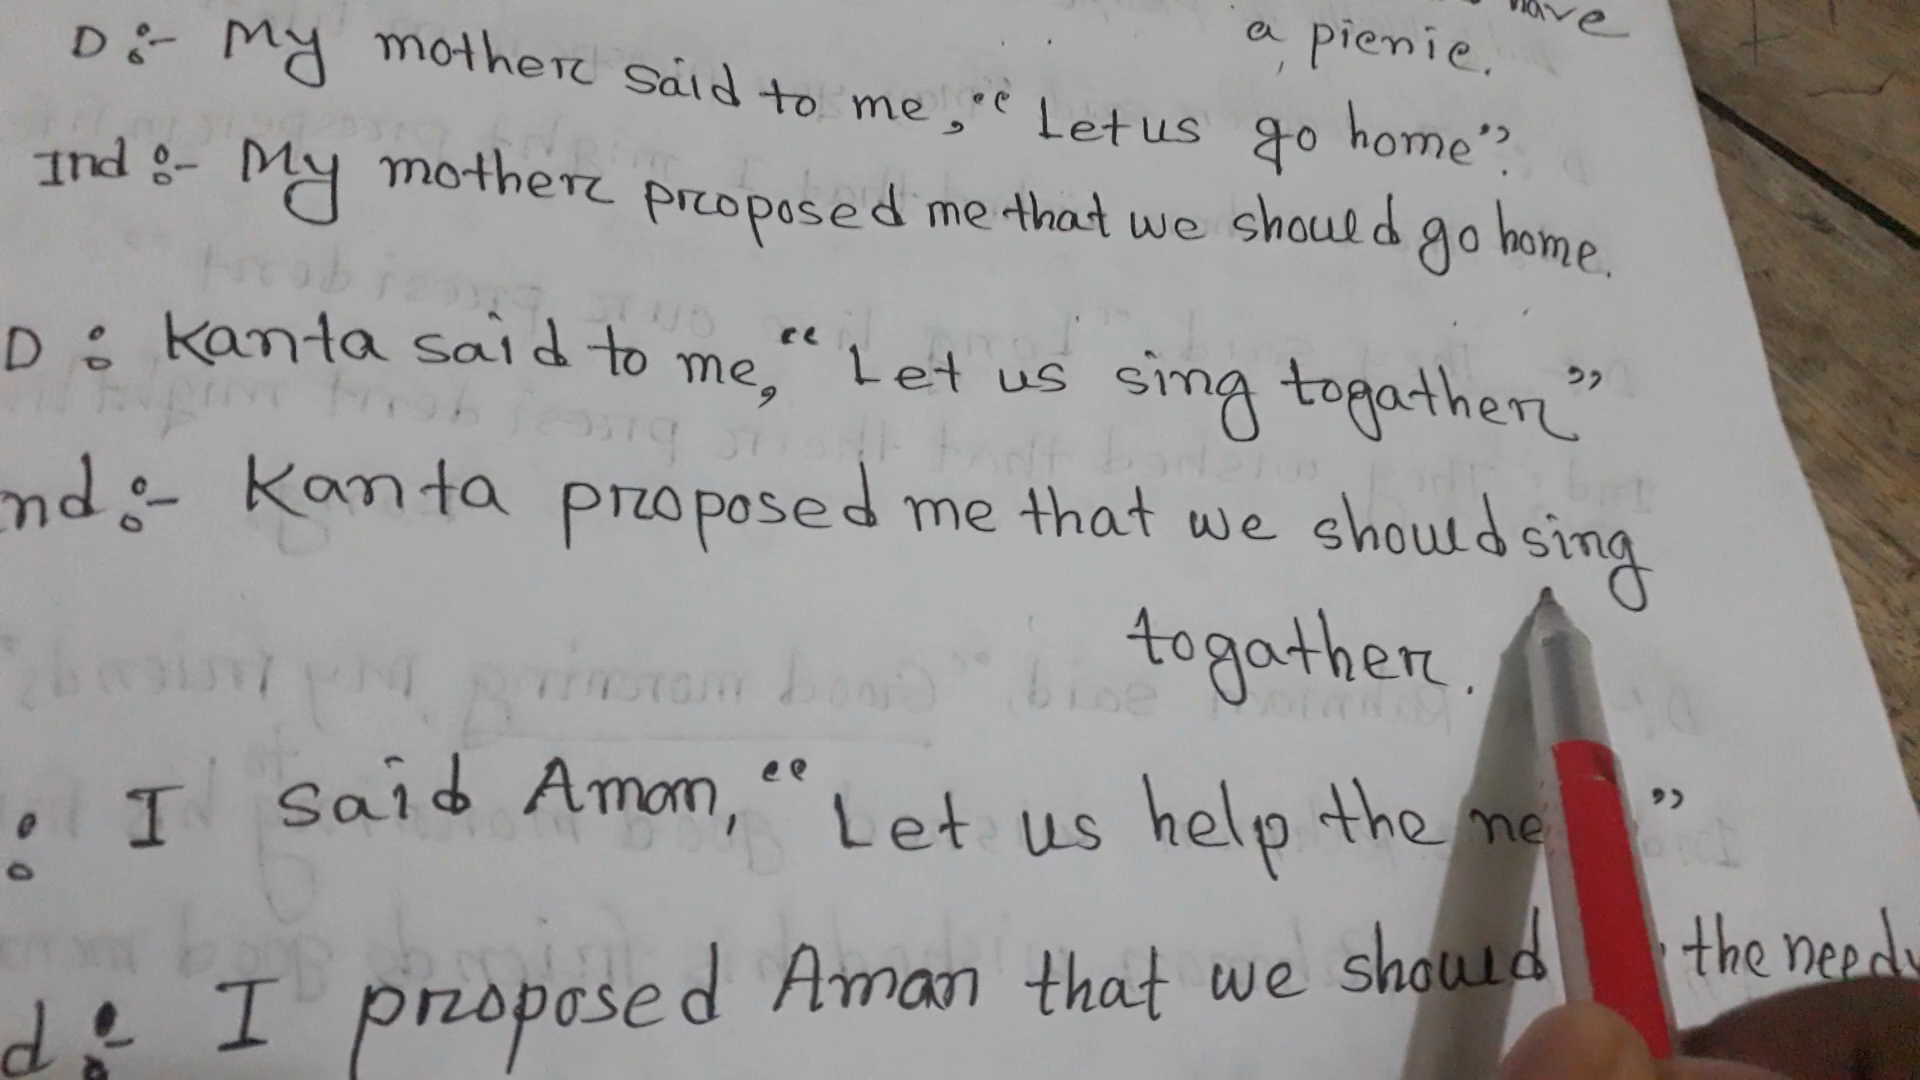 have
a picnic.
D :- My mother said to me, "Let us go home".
Ind :- My mother proposed me that we should go home.
D : Kanta said to me, "Let us sing togather"
nd :- Kanta proposed me that we should sing
togather.
: I said Aman, "Let us help the ne "
d :- I proposed Aman that we should the needy